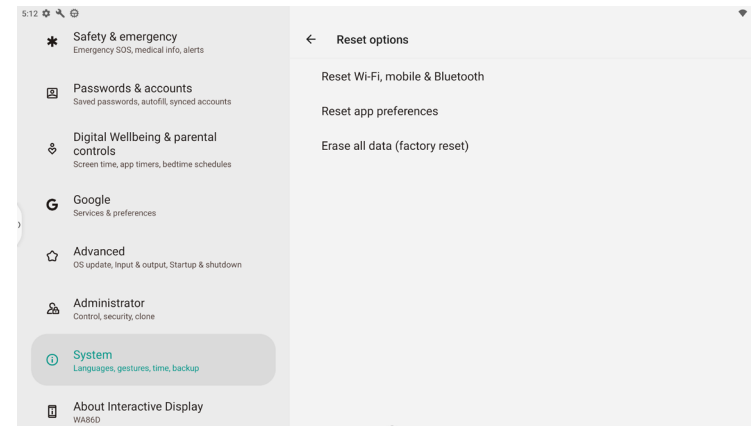 5:12
Safety & emergency
Emergency SOS, medical info, alerts
Passwords & accounts
Saved passwords, autofill, synced accounts
Digital Wellbeing & parental
controls
Screen time, app timers, bedtime schedules
Google
Services & preferences
Advanced
OS update, Input & output, Startup & shutdown
Administrator
Control, security, clone
System
Languages, gestures, time, backup
About Interactive Display
WA86D
Reset options
Reset Wi-Fi, mobile & Bluetooth
Reset app preferences
Erase all data (factory reset)